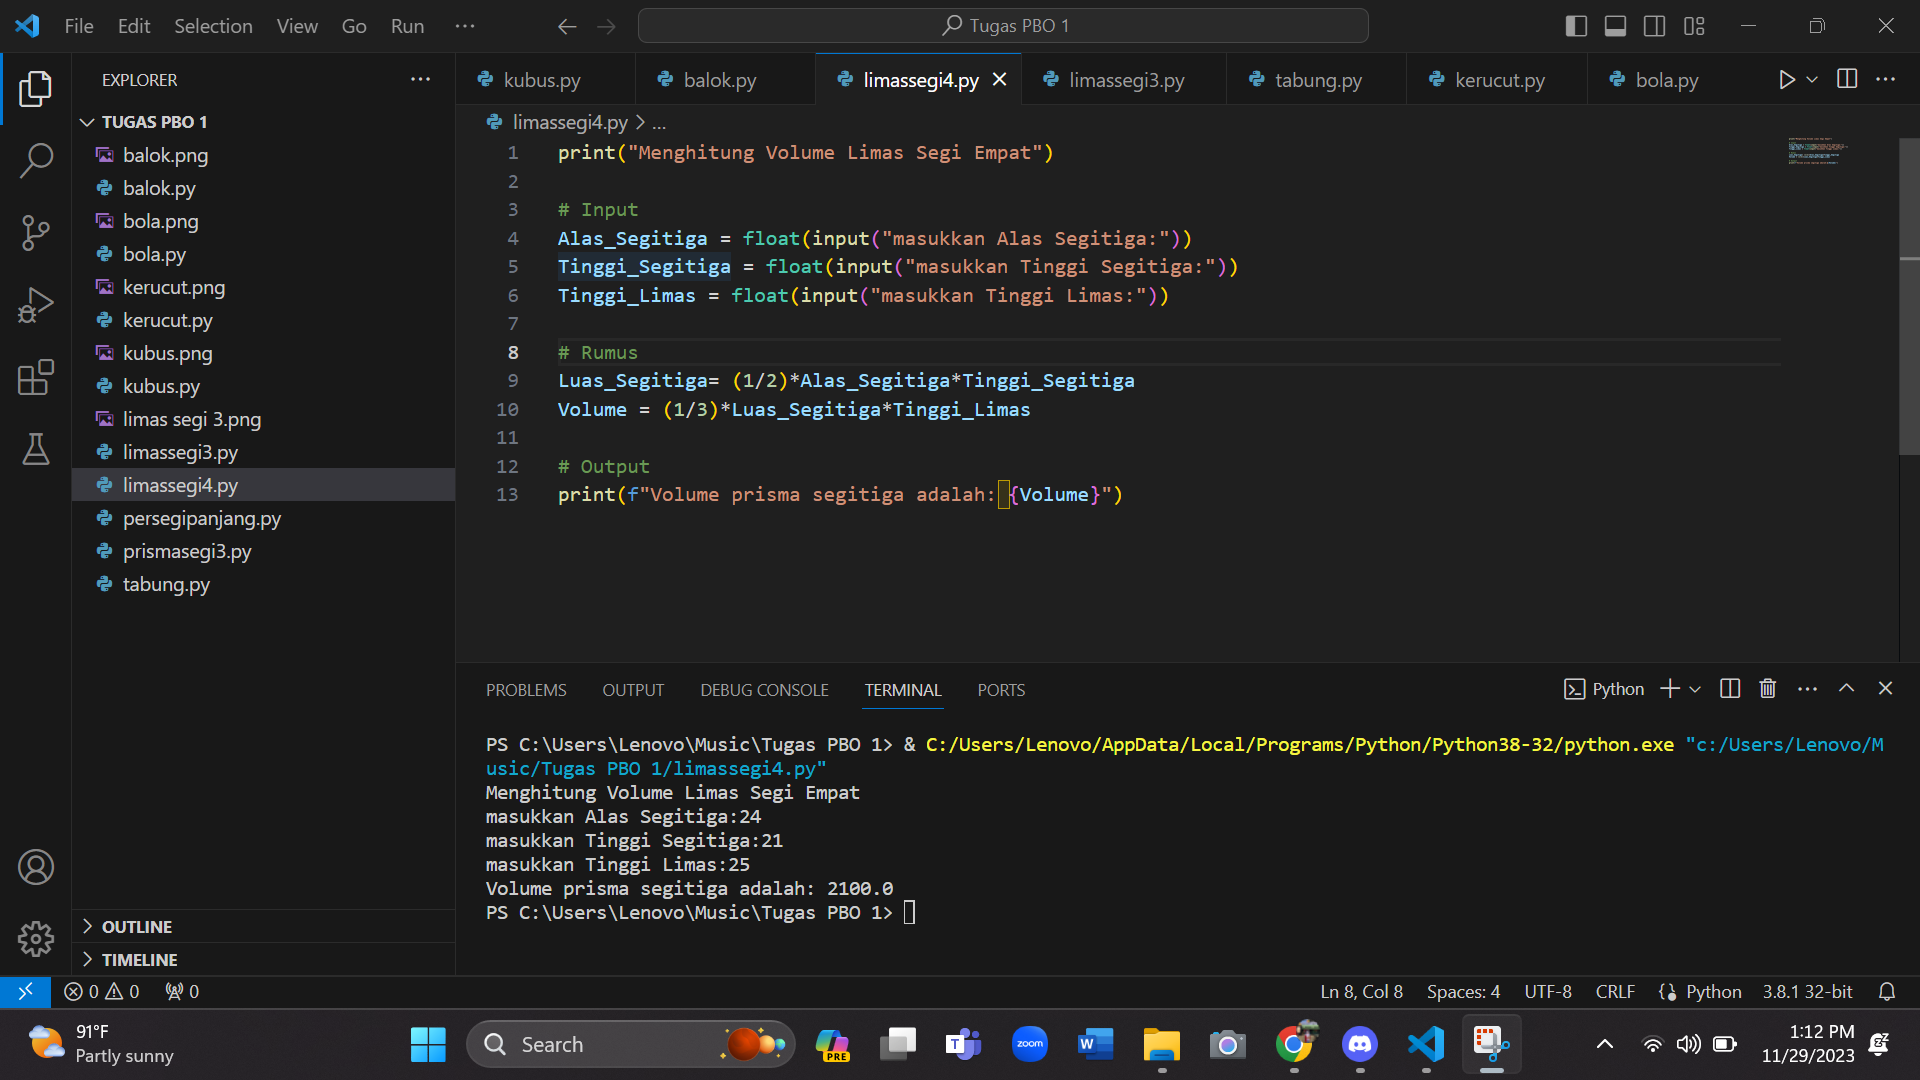 File Edit Selection View Go Run ···
Tugas PBO 1
EXPLORER
TUGAS PBO 1
balok.png
balok.py
bola.png
bola.py
kerucut.png
kerucut.py
kubus.png
kubus.py
limas segi 3.png
limassegi3.py
limassegi4.py
persegipanjang.py
prismasegi3.py
tabung.py
OUTLINE
TIMELINE
kubus.py balok.py limassegi4.py limassegi3.py tabung.py kerucut.py bola.py
limassegi4.py > ...
1 print("Menghitung Volume Limas Segi Empat")
2
3 # Input
4 Alas_Segitiga = float(input("masukkan Alas Segitiga:"))
5 Tinggi_Segitiga = float(input("masukkan Tinggi Segitiga:"))
6 Tinggi_Limas = float(input("masukkan Tinggi Limas:"))
7
8 # Rumus
9 Luas_Segitiga= (1/2)*Alas_Segitiga*Tinggi_Segitiga
10 Volume = (1/3)*Luas_Segitiga*Tinggi_Limas
11
12 # Output
13 print(f"Volume prisma segitiga adalah: {Volume}")
PROBLEMS OUTPUT DEBUG CONSOLE TERMINAL PORTS
Python
PS C:\Users\Lenovo\Music\Tugas PBO 1> & C:/Users/Lenovo/AppData/Local/Programs/Python/Python38-32/python.exe "c:/Users/Lenovo/M
usic/Tugas PBO 1/limassegi4.py"
Menghitung Volume Limas Segi Empat
masukkan Alas Segitiga:24
masukkan Tinggi Segitiga:21
masukkan Tinggi Limas:25
Volume prisma segitiga adalah: 2100.0
PS C:\Users\Lenovo\Music\Tugas PBO 1>
0 0 0
Ln 8, Col 8 Spaces: 4 UTF-8 CRLF Python 3.8.1 32-bit
91°F
Partly sunny
Search
PRE
T
zoom
W
1:12 PM
11/29/2023